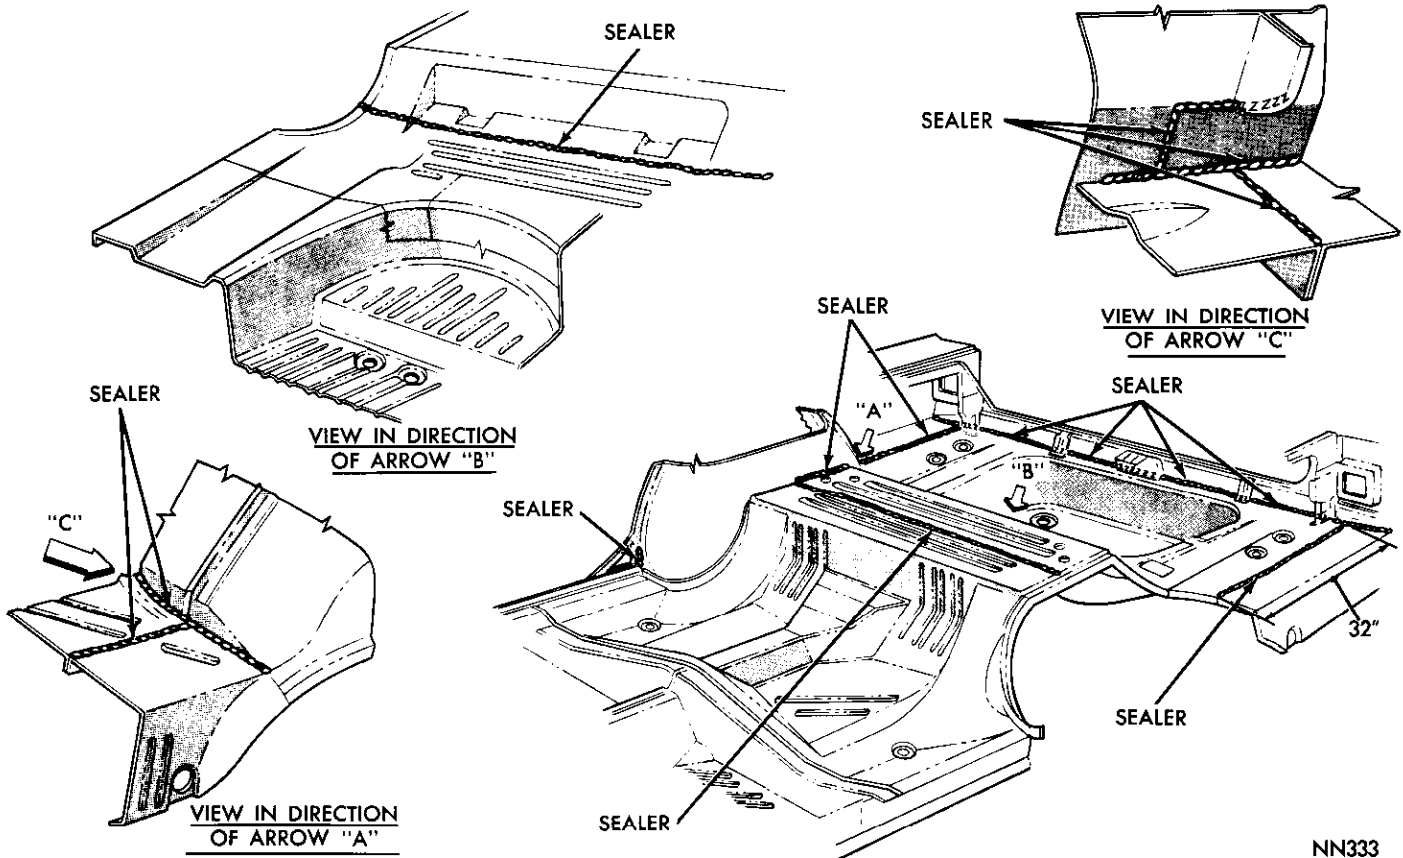 SEALER
SEALER
VIEW IN DIRECTION
OF ARROW "C"
SEALER
SEALER
SEALER
"A"
VIEW IN DIRECTION
OF ARROW "B"
"B"
SEALER
"C"
32"
SEALER
VIEW IN DIRECTION
OF ARROW "A"
SEALER
NN333